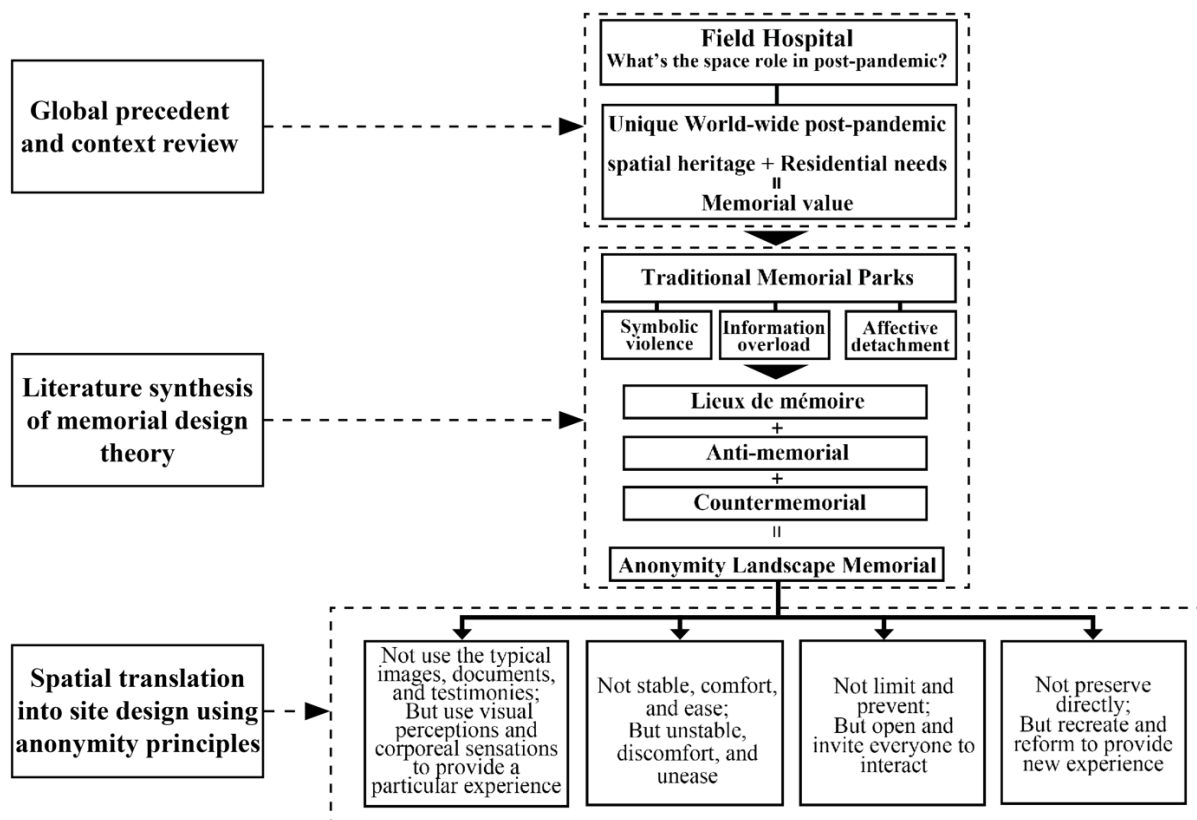 Global precedent
and context review
Field Hospital
What's the space role in post-pandemic?
Unique World-wide post-pandemic
spatial heritage + Residential needs
=
Memorial value
Literature synthesis
of memorial design
theory
Traditional Memorial Parks
Symbolic
violence
Information
overload
Affective
detachment
Lieux de mémoire
+
Anti-memorial
+
Countermemorial
=
Anonymity Landscape Memorial
Spatial translation
into site design using
anonymity principles
Not use the typical
images, documents,
and testimonies;
But use visual
perceptions and
corporeal sensations
to provide a
particular experience
Not stable, comfort,
and ease;
But unstable,
discomfort, and
unease
Not limit and
prevent;
But open and
invite everyone to
interact
Not preserve
directly;
But recreate and
reform to provide
new experience